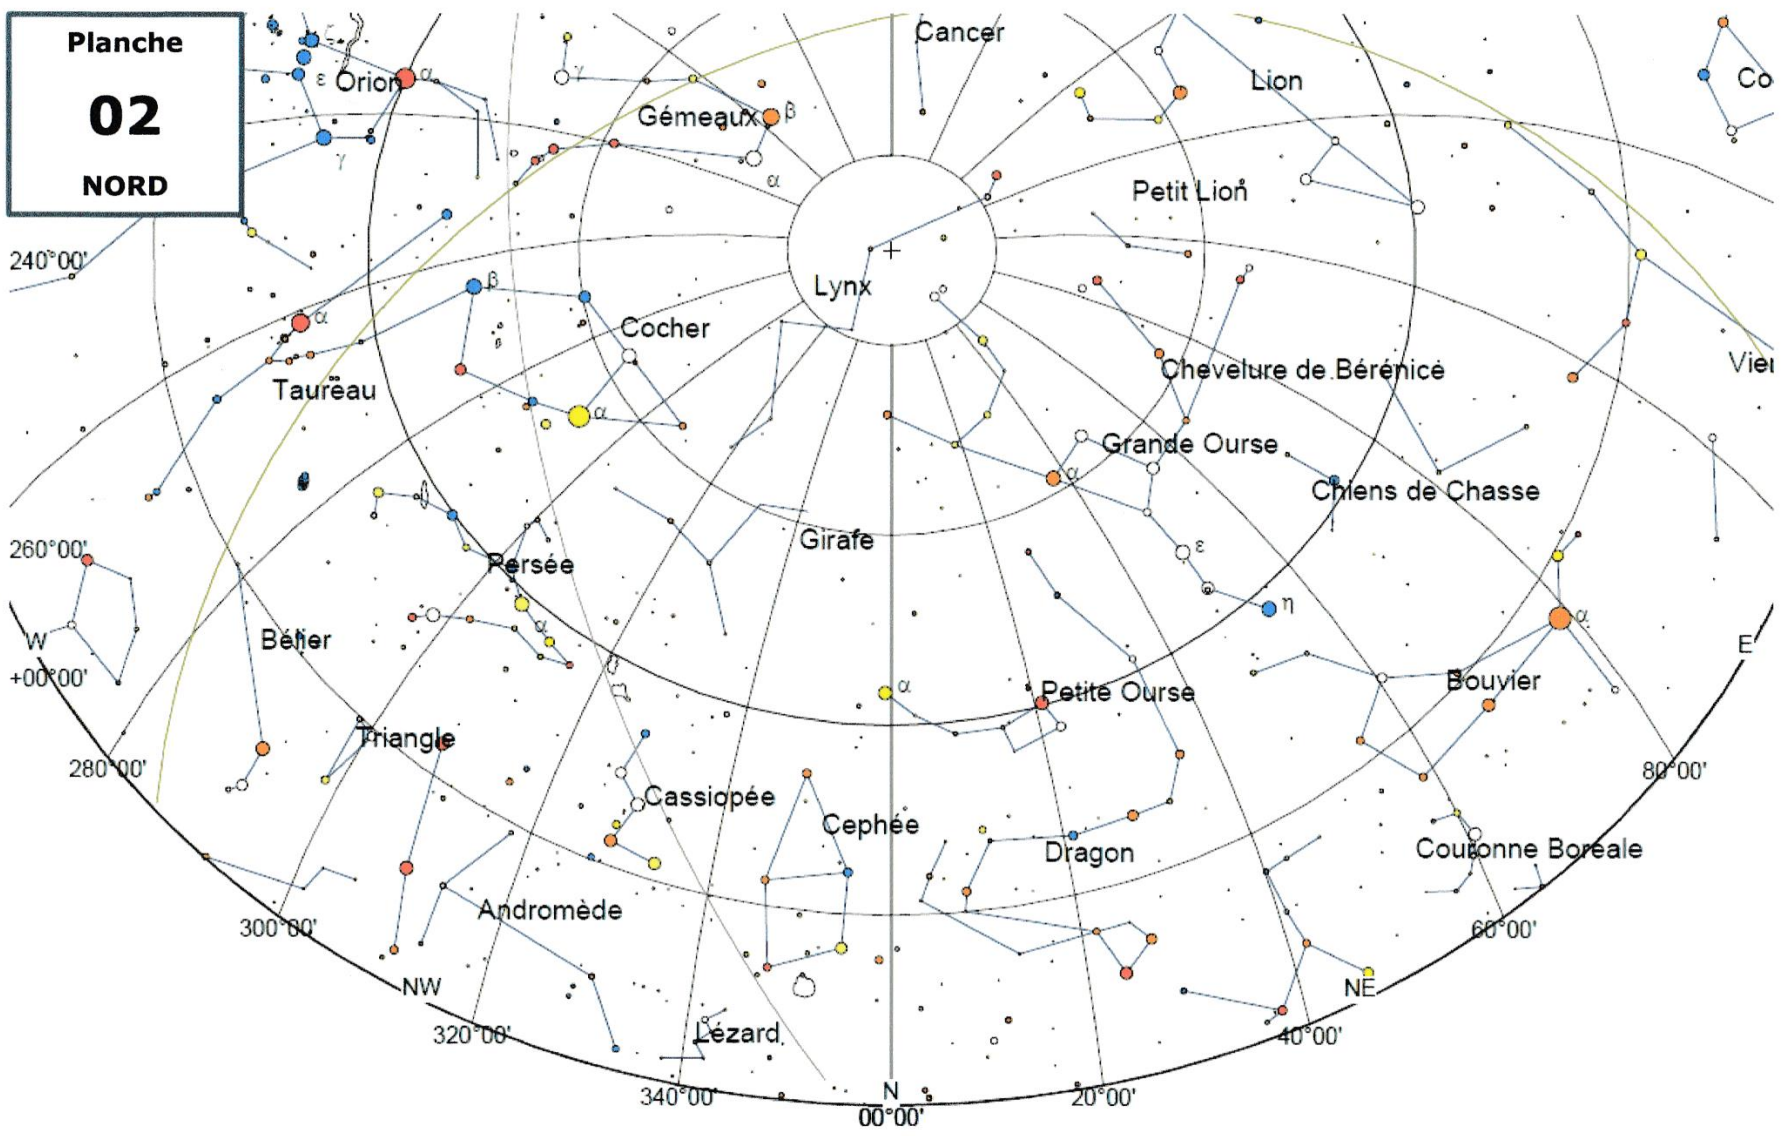 Planche
02
NORD
ζ
ε
Orion
α
γ
γ
Gémeaux
β
α
Cancer
Lion
Co
Petit Lion
240°00'
Lynx
β
α
Cocher
Taureau
α
Chevelure de Bérénice
Vier
Grande Ourse
α
Chiens de Chasse
260°00'
Girafe
ε
Persée
η
α
α
W
Bélier
E
+00°00'
α
Petite Ourse
Bouvier
Triangle
280°00'
80°00'
Cassiopée
Cephée
Dragon
Couronne Boréale
Andromède
300°00'
60°00'
NW
NE
320°00'
Lézard
40°00'
340°00'
N
20°00'
00°00'